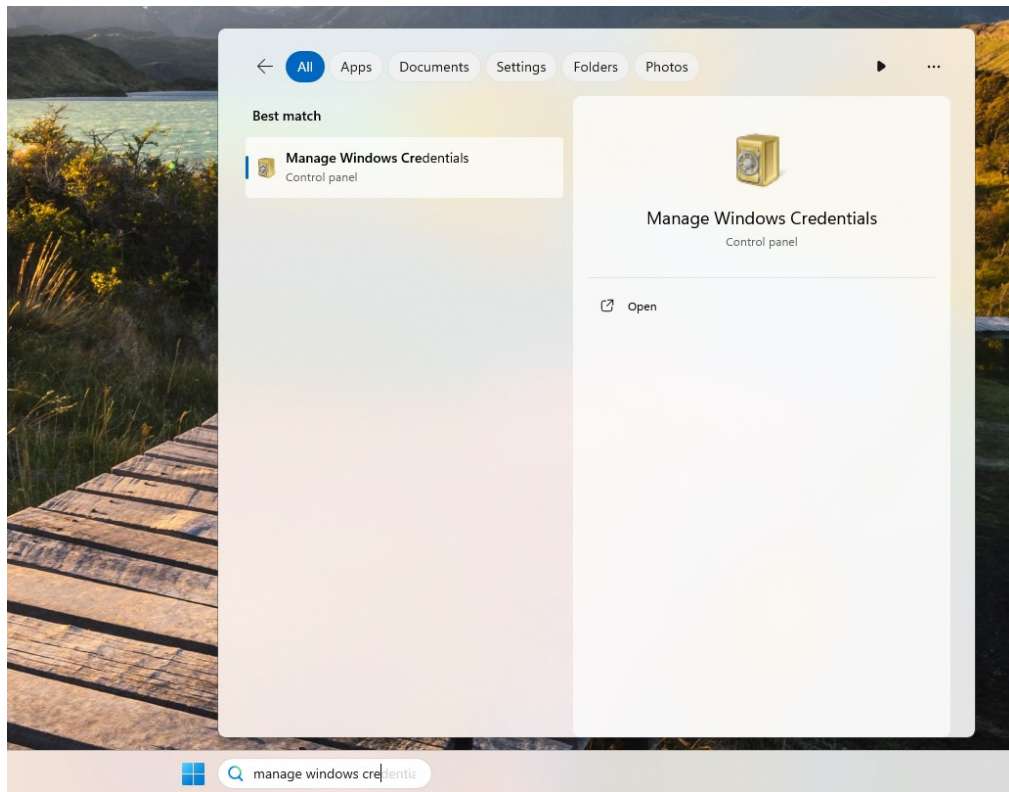 All Apps Documents Settings Folders Photos
Best match
Manage Windows Credentials
Control panel
Manage Windows Credentials
Control panel
Open
manage windows credentia